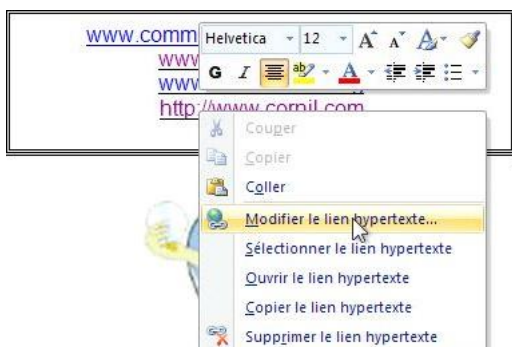 www.comm
Helvetica 12
www
G I
www
http://www.cornil.com
Couper
Copier
Coller
Modifier le lien hypertexte...
Sélectionner le lien hypertexte
Ouvrir le lien hypertexte
Copier le lien hypertexte
Supprimer le lien hypertexte